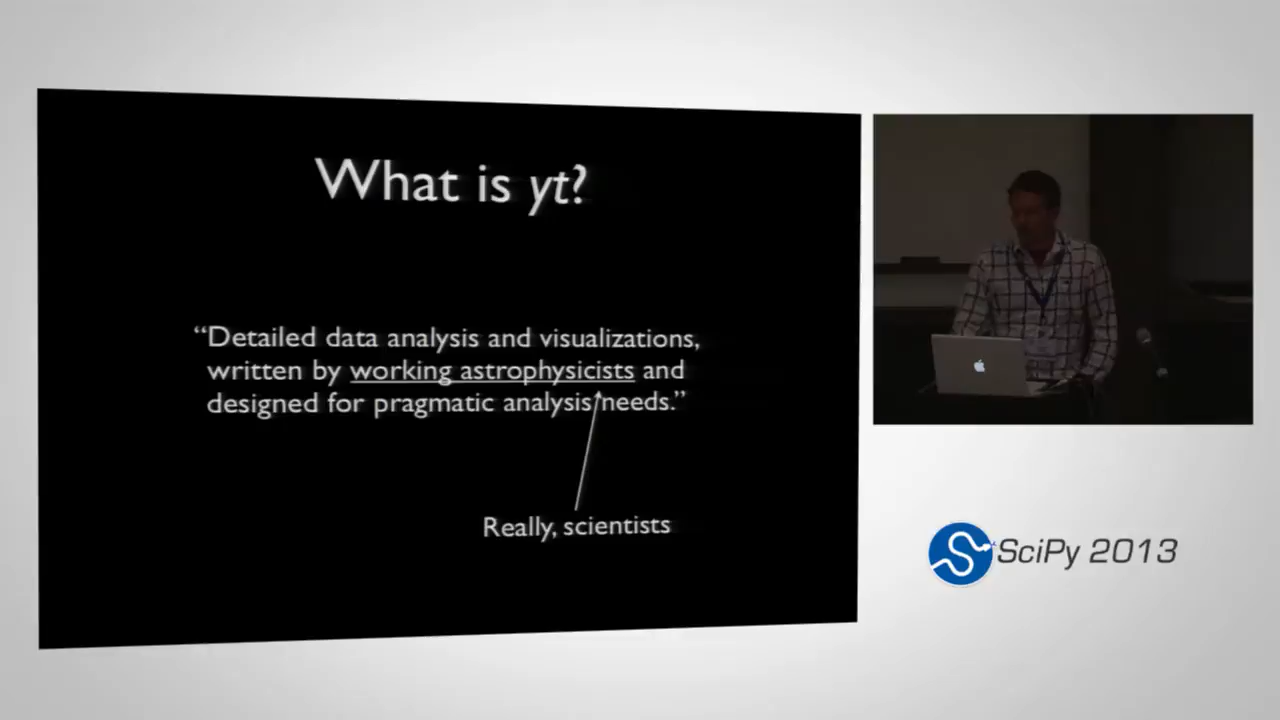 What is yt?
“Detailed data analysis and visualizations,
written by working astrophysicists and
designed for pragmatic analysis needs.”
Really, scientists
SciPy 2013